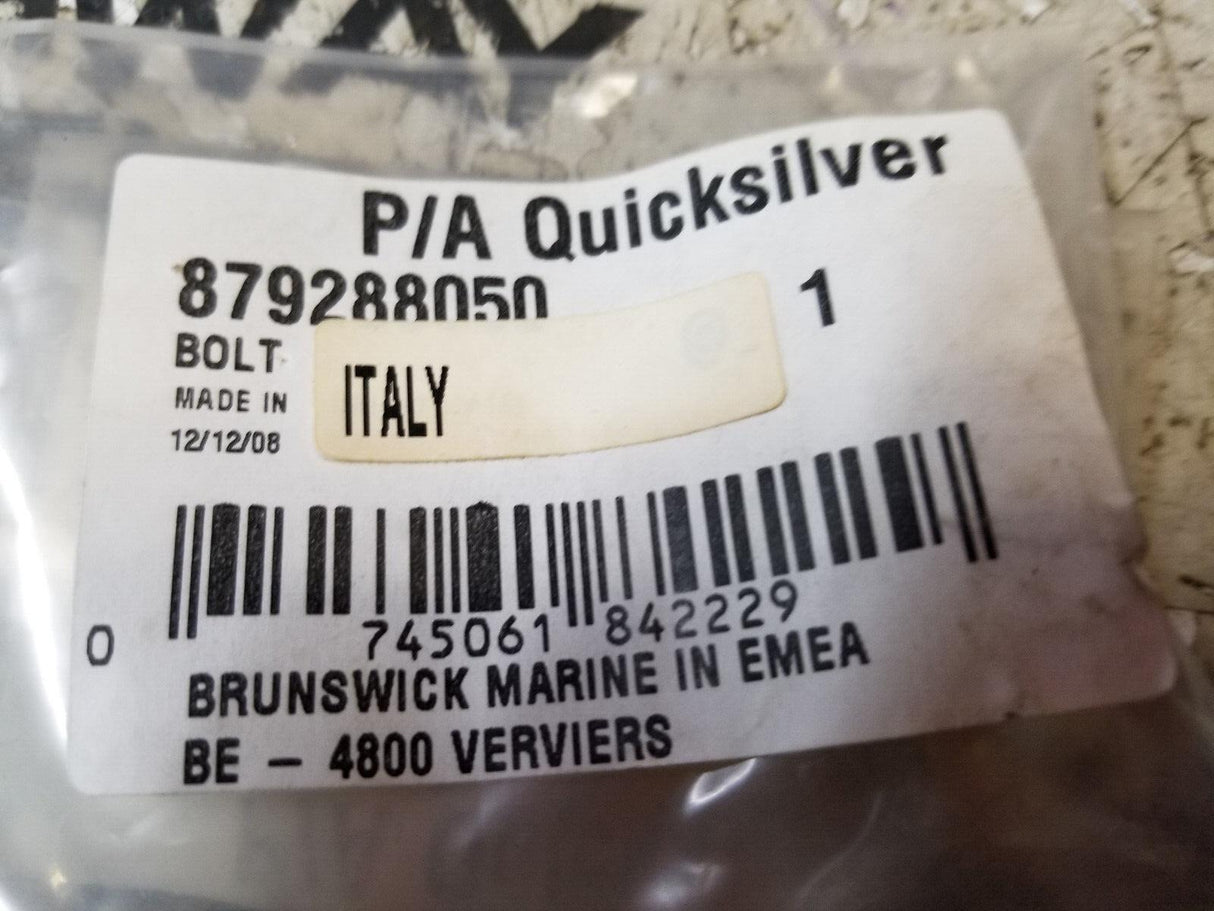 P/A Quicksilver
879288050 1
BOLT
MADE IN ITALY
12/12/08
0 745061 842229
BRUNSWICK MARINE IN EMEA
BE - 4800 VERVIERS